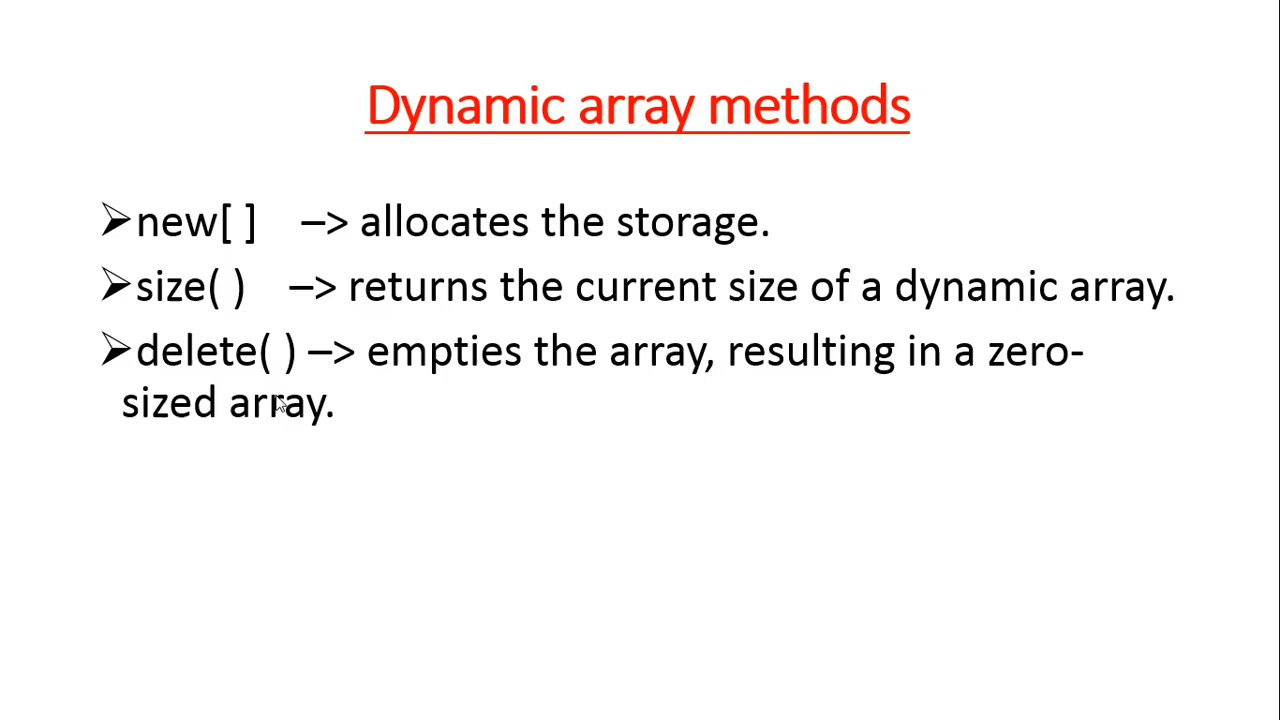 Dynamic array methods
➢new[ ] –> allocates the storage.
➢size( ) –> returns the current size of a dynamic array.
➢delete( ) –> empties the array, resulting in a zero-
sized array.